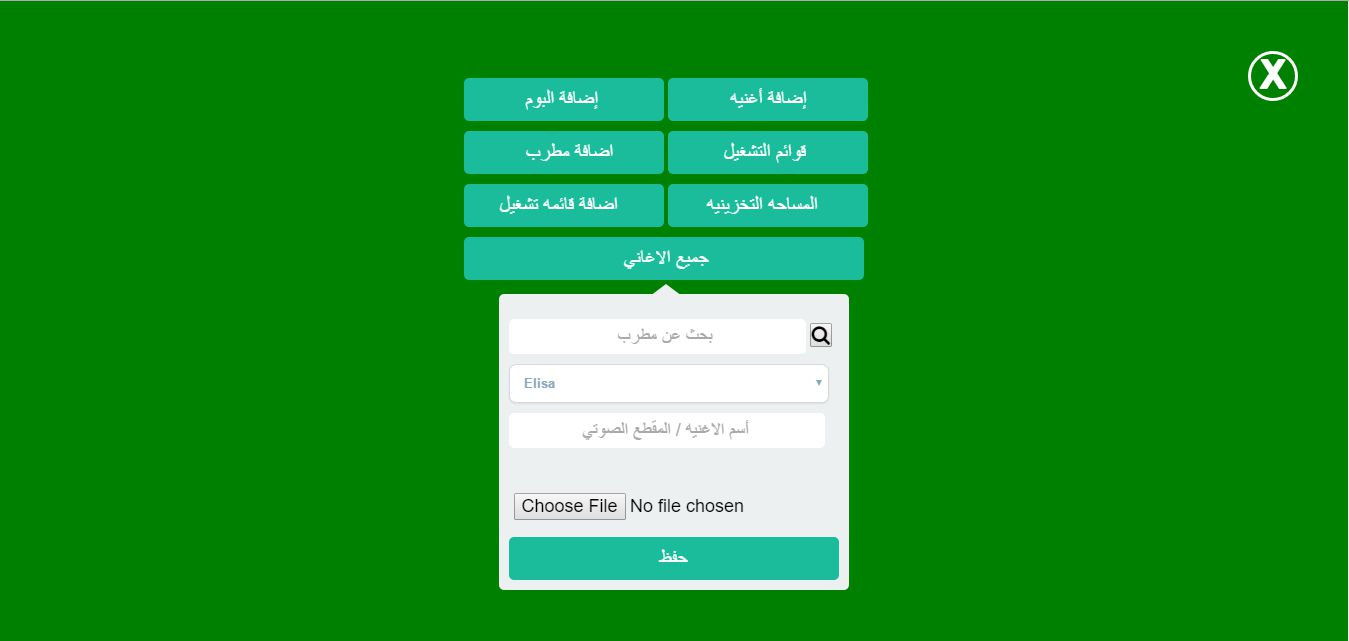 X
إضافة أغنيه
إضافة البوم
قوائم التشغيل
اضافة مطرب
المساحه التخزينيه
اضافة قائمه تشغيل
جميع الاغاني
بحث عن مطرب
Elisa
أسم الاغنيه / المقطع الصوتي
Choose File No file chosen
حفظ